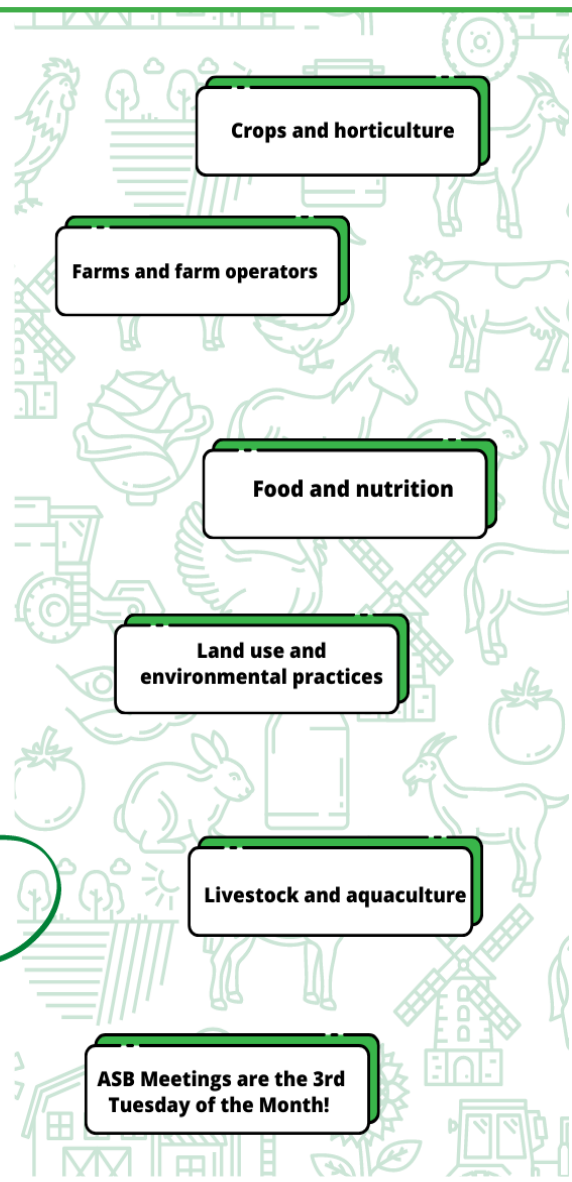 Crops and horticulture
Farms and farm operators
Food and nutrition
Land use and
environmental practices
Livestock and aquaculture
ASB Meetings are the 3rd
Tuesday of the Month!